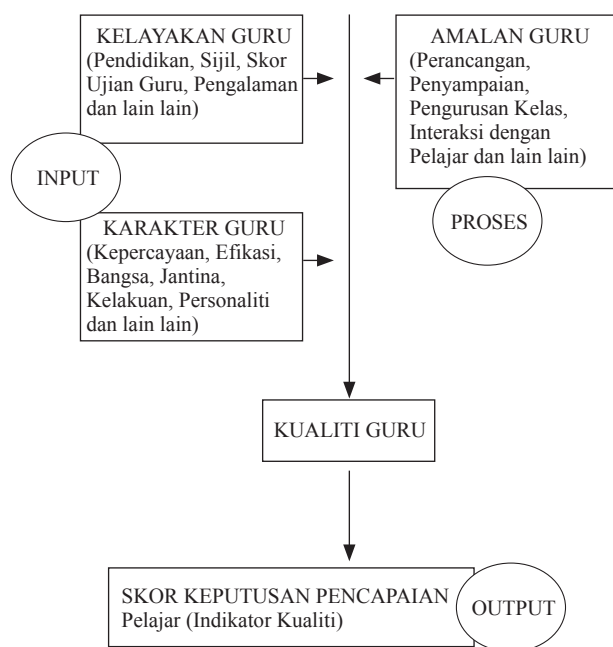 KELAYAKAN GURU
(Pendidikan, Sijil, Skor
Ujian Guru, Pengalaman
dan lain lain)
AMALAN GURU
(Perancangan,
Penyampaian,
Pengurusan Kelas,
Interaksi dengan
Pelajar dan lain lain)
INPUT
PROSES
KARAKTER GURU
(Kepercayaan, Efikasi,
Bangsa, Jantina,
Kelakuan, Personaliti
dan lain lain)
KUALITI GURU
SKOR KEPUTUSAN PENCAPAIAN
Pelajar (Indikator Kualiti)
OUTPUT